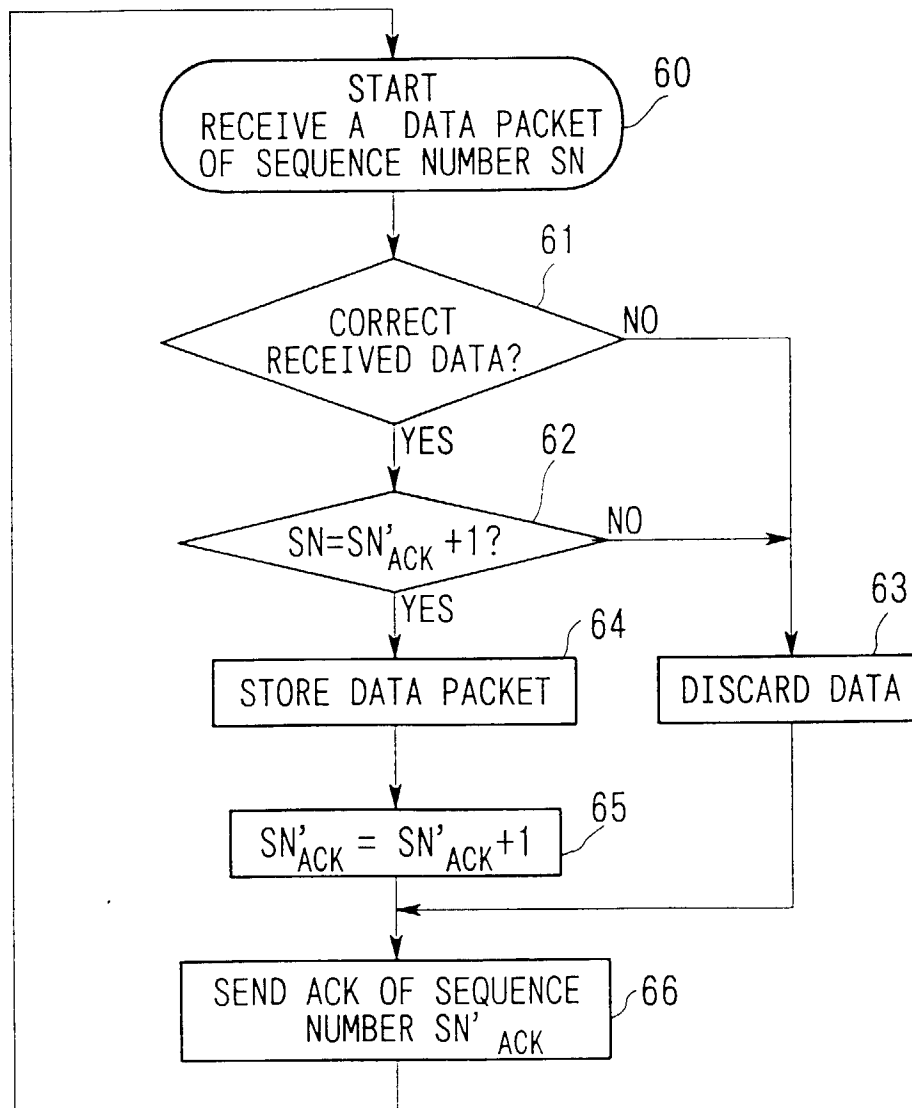 START
RECEIVE A DATA PACKET
OF SEQUENCE NUMBER SN
60
61
CORRECT
RECEIVED DATA?
NO
YES
62
SN=SN'ACK +1?
NO
YES
64
STORE DATA PACKET
63
DISCARD DATA
65
SN'ACK = SN'ACK+1
SEND ACK OF SEQUENCE
NUMBER SN'ACK
66